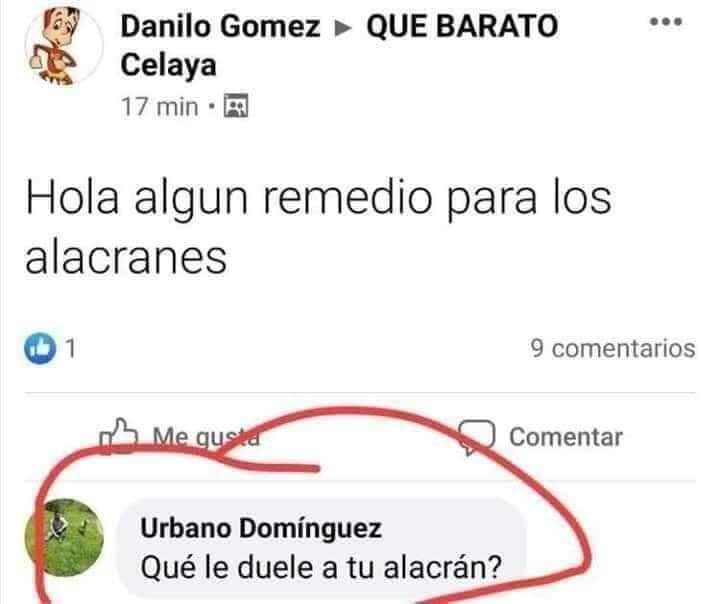 Danilo Gomez ▸ QUE BARATO
Celaya
17 min ·
Hola algun remedio para los
alacranes
1
9 comentarios
Me gusta
Comentar
Urbano Domínguez
Qué le duele a tu alacrán?